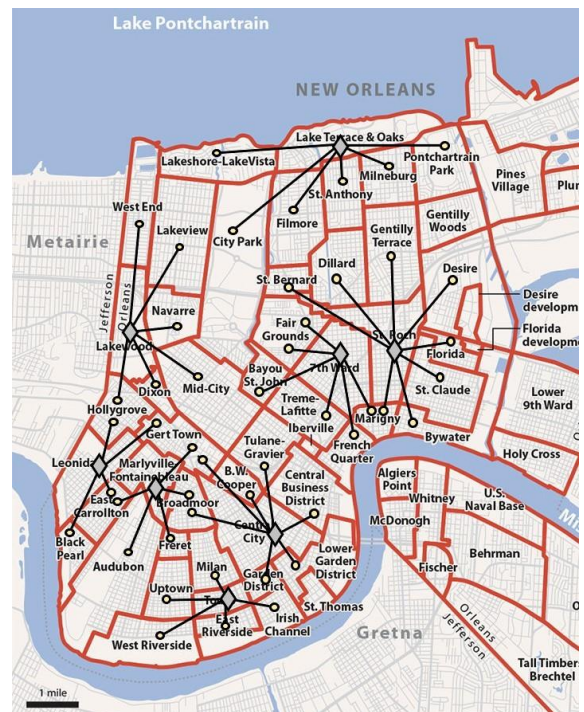 Lake Pontchartrain
NEW ORLEANS
Lake Terrace & Oaks
Lakeshore-LakeVista
Pontchartrain
Park
Milneburg
Pines
Village
St. Anthony
West End
Filmore
Gentilly
Woods
Lakeview
City Park
Gentilly
Terrace
Metairie
Dillard
Desire
St. Bernard
Jefferson
Orleans
Desire
Navarre
Fair
Grounds
St. Roch
Florida
Lakewood
Florida
7th Ward
Bayou
St. John
Dixon
Mid-City
St. Claude
Lower
9th Ward
Treme-
Lafitte
Hollygrove
Marigny
Iberville
Gert Town
Tulane-
Gravier
Bywater
French
Quarter
Holy Cross
Leonidas
Marlyville
Fontainebleau
B.W.
Cooper
Central
Business
District
Algiers
Point
Whitney
U.S.
Naval Base
East
Carrollton
Broadmoor
McDonogh
Central
City
Black
Pearl
Freret
Behrman
Lower
Garden
District
Audubon
Milan
Fischer
Garden
District
Uptown
St. Thomas
East
Riverside
Irish
Channel
Gretna
Orleans
Jefferson
West Riverside
Tall Timbers
Brechtel
1 mile